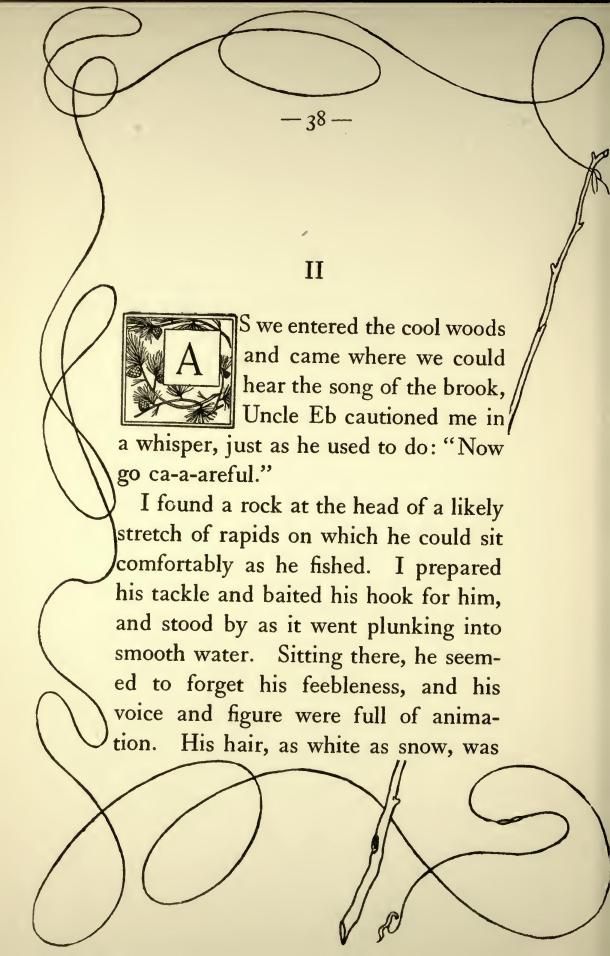 — 38 —
II
AS we entered the cool woods
and came where we could
hear the song of the brook,
Uncle Eb cautioned me in
a whisper, just as he used to do: “Now
go ca-a-areful.”
I found a rock at the head of a likely
stretch of rapids on which he could sit
comfortably as he fished. I prepared
his tackle and baited his hook for him,
and stood by as it went plunking into
smooth water. Sitting there, he seem-
ed to forget his feebleness, and his
voice and figure were full of anima-
tion. His hair, as white as snow, was